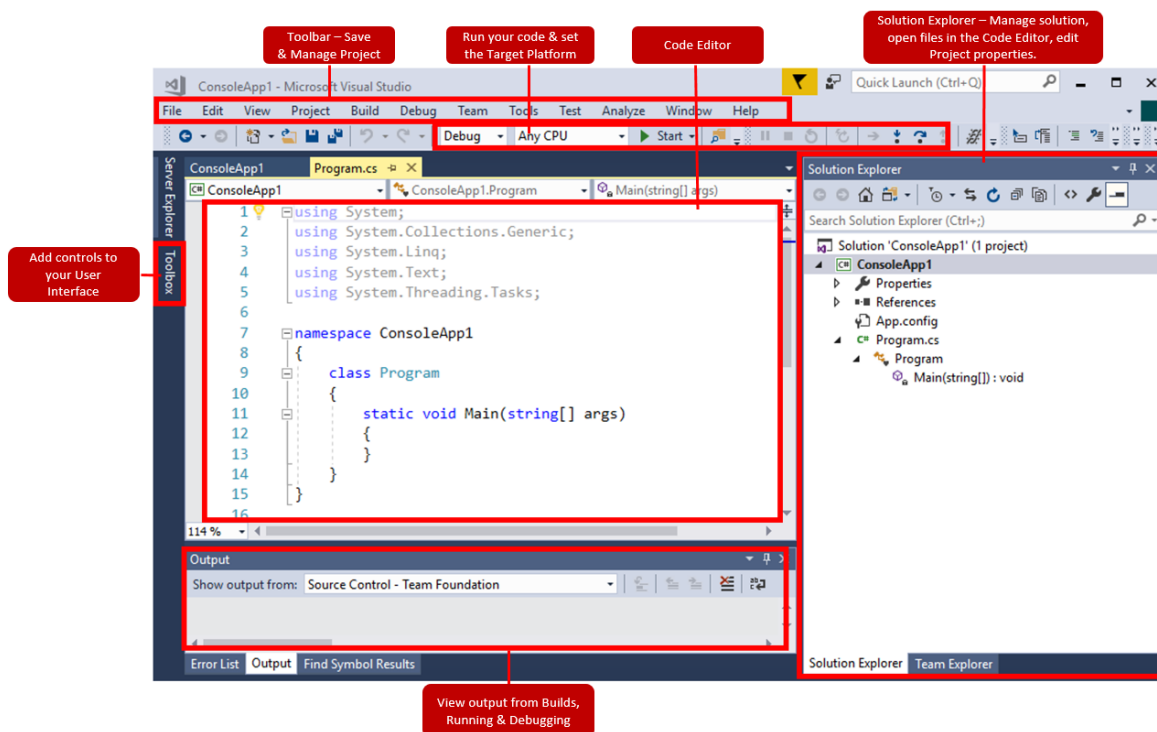 Toolbar – Save
& Manage Project
Run your code & set
the Target Platform
Code Editor
Solution Explorer – Manage solution,
open files in the Code Editor, edit
Project properties.
ConsoleApp1 - Microsoft Visual Studio
Quick Launch (Ctrl+Q)
File Edit View Project Build Debug Team Tools Test Analyze Window Help
Debug Any CPU Start
Server Explorer
Toolbox
Add controls to
your User
Interface
ConsoleApp1 Program.cs
C# ConsoleApp1 ConsoleApp1.Program Main(string[] args)
1 using System;
2 using System.Collections.Generic;
3 using System.Linq;
4 using System.Text;
5 using System.Threading.Tasks;
6
7 namespace ConsoleApp1
8 {
9 class Program
10 {
11 static void Main(string[] args)
12 {
13 }
14 }
15 }
16
114 %
Output
Show output from: Source Control - Team Foundation
Error List Output Find Symbol Results
View output from Builds,
Running & Debugging
Solution Explorer
Search Solution Explorer (Ctrl+;)
Solution 'ConsoleApp1' (1 project)
C# ConsoleApp1
Properties
References
App.config
C# Program.cs
Program
Main(string[]) : void
Solution Explorer Team Explorer